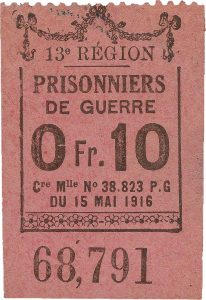 13e RÉGION
PRISONNIERS
DE GUERRE
0 Fr. 10
Cre Mlle No 38.823 P.G
DU 15 MAI 1916
68,791